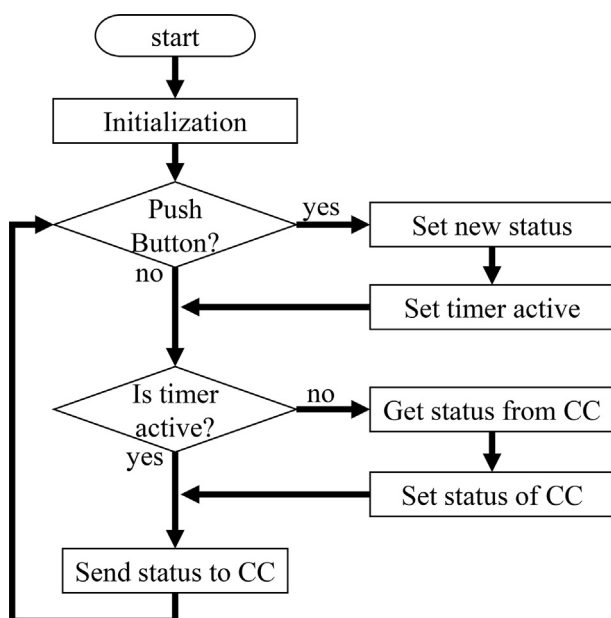 start
Initialization
Push
Button?
yes
Set new status
no
Set timer active
Is timer
active?
no
Get status from CC
yes
Set status of CC
Send status to CC